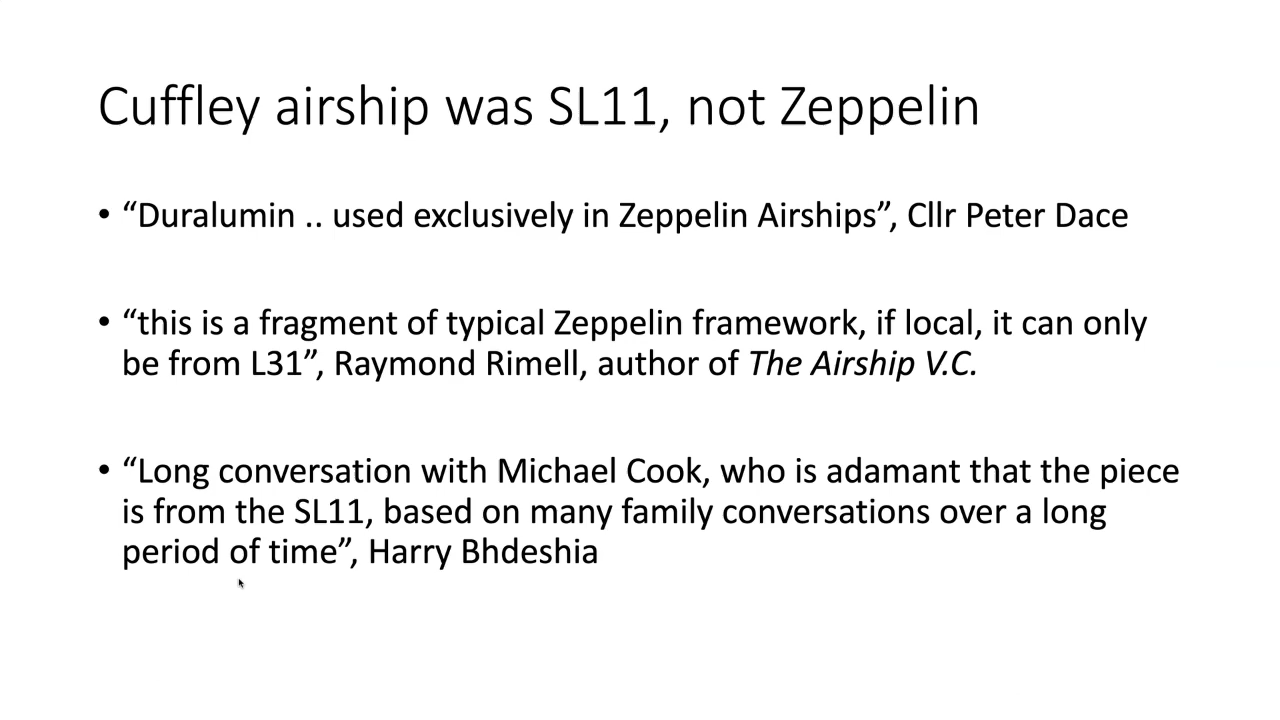 Cuffley airship was SL11, not Zeppelin
• “Duralumin .. used exclusively in Zeppelin Airships”, Cllr Peter Dace
• “this is a fragment of typical Zeppelin framework, if local, it can only
be from L31”, Raymond Rimell, author of The Airship V.C.
• “Long conversation with Michael Cook, who is adamant that the piece
is from the SL11, based on many family conversations over a long
period of time”, Harry Bhdeshia